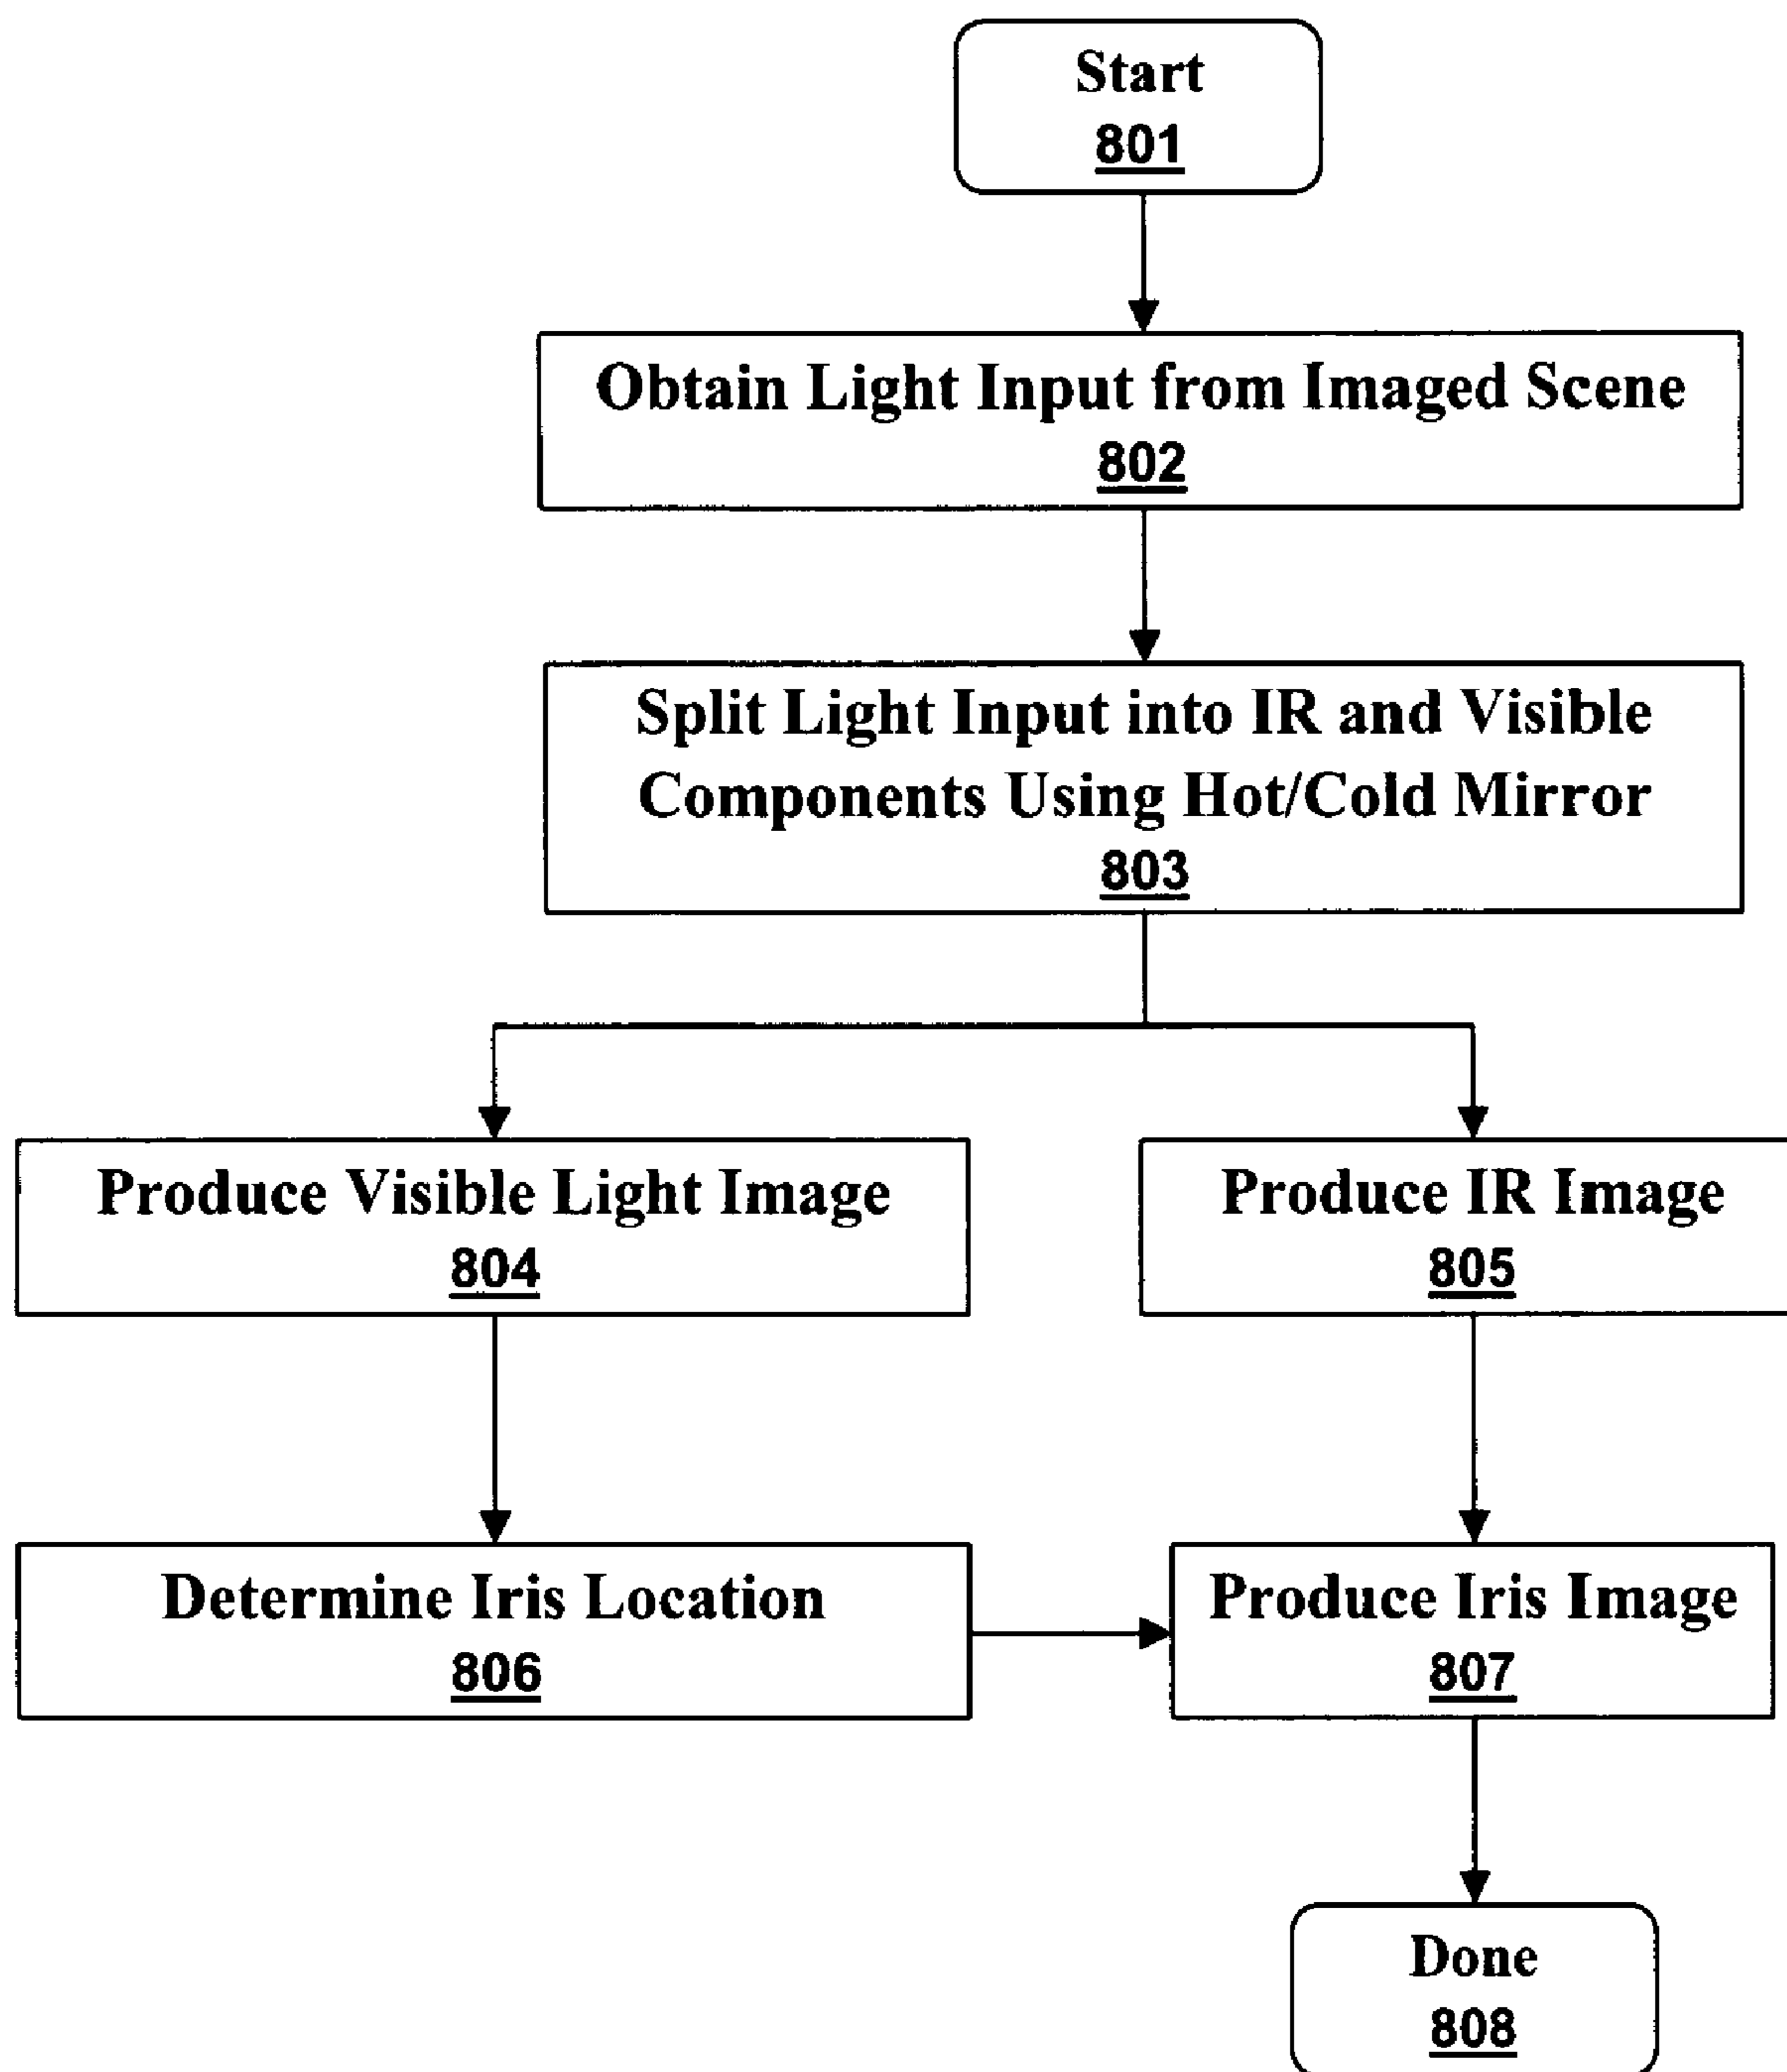 Start
801
Obtain Light Input from Imaged Scene
802
Split Light Input into IR and Visible
Components Using Hot/Cold Mirror
803
Produce Visible Light Image
804
Produce IR Image
805
Determine Iris Location
806
Produce Iris Image
807
Done
808